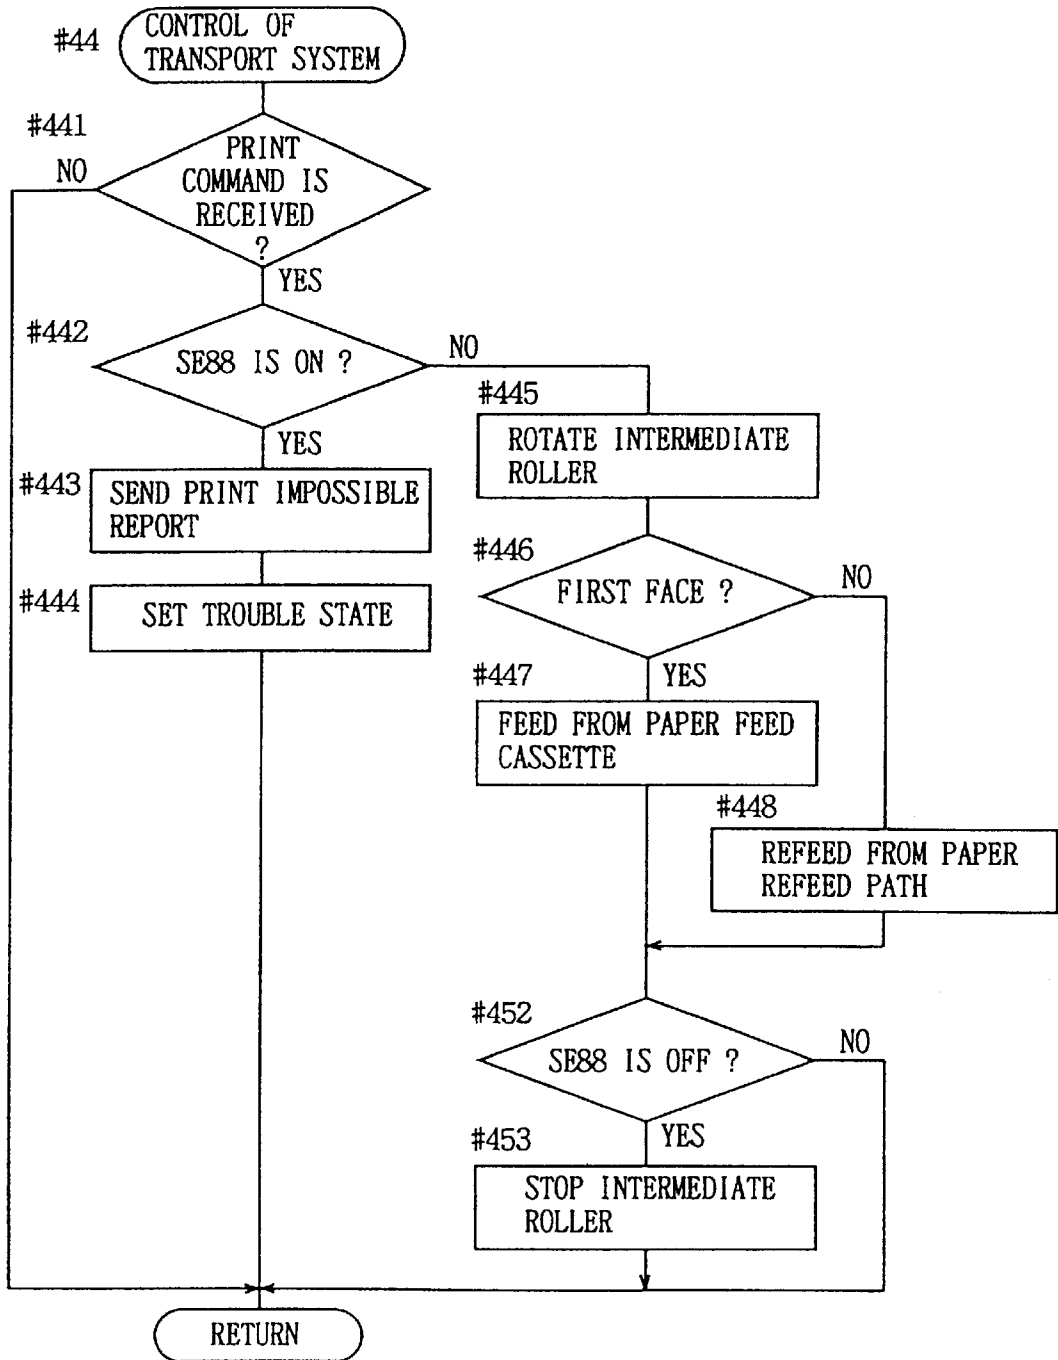 #44
CONTROL OF
TRANSPORT SYSTEM
#441
PRINT
COMMAND IS
RECEIVED
?
NO
YES
#442
SE88 IS ON ?
NO
YES
#443
SEND PRINT IMPOSSIBLE
REPORT
#444
SET TROUBLE STATE
#445
ROTATE INTERMEDIATE
ROLLER
#446
FIRST FACE ?
NO
YES
#447
FEED FROM PAPER FEED
CASSETTE
#448
REFEED FROM PAPER
REFEED PATH
#452
SE88 IS OFF ?
NO
YES
#453
STOP INTERMEDIATE
ROLLER
RETURN